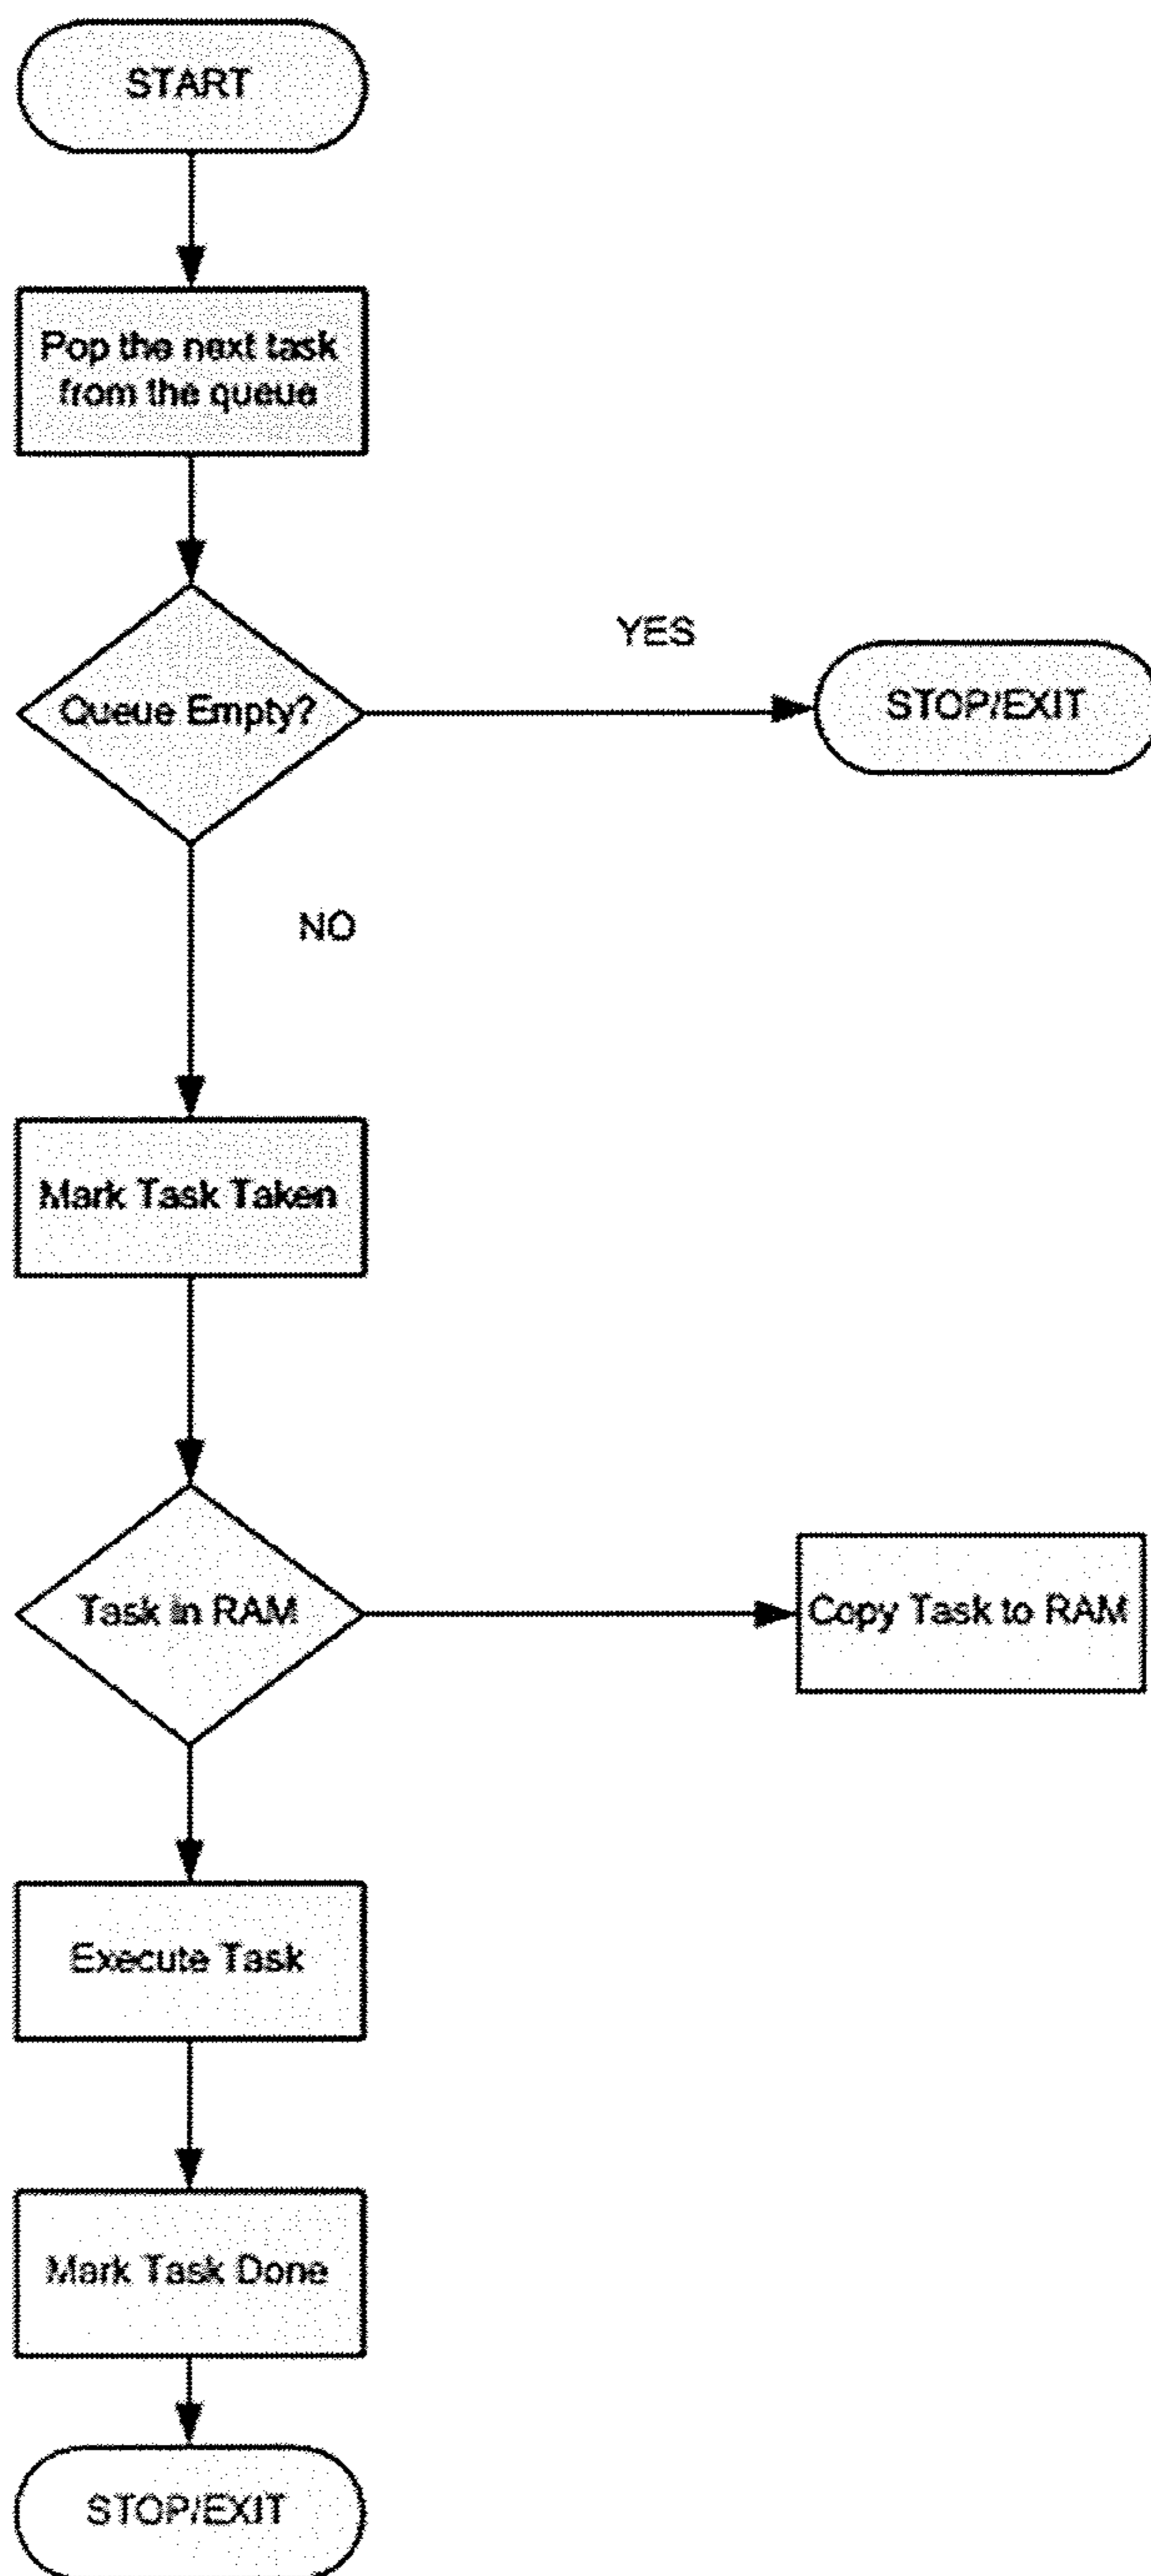 START
Pop the next task
from the queue
YES
Queue Empty?
STOP/EXIT
NO
Mark Task Taken
Task in RAM
Copy Task to RAM
Execute Task
Mark Task Done
STOP/EXIT